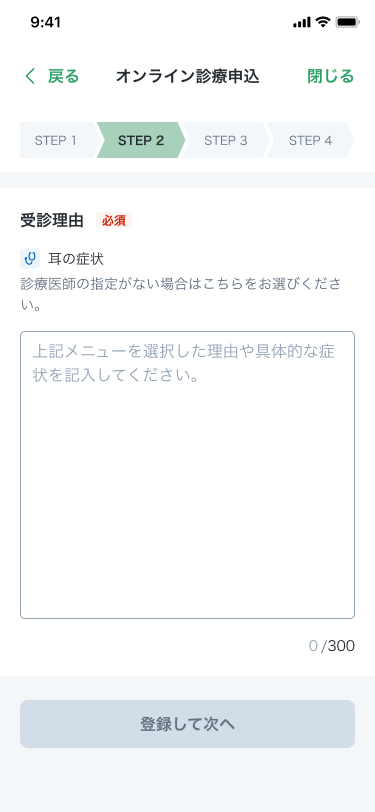 9:41
戻る オンライン診療申込 閉じる
STEP 1 STEP 2 STEP 3 STEP 4
受診理由 必須
耳の症状
診療医師の指定がない場合はこちらをお選びくださ
い。
上記メニューを選択した理由や具体的な症
状を記入してください。
0 /300
登録して次へ